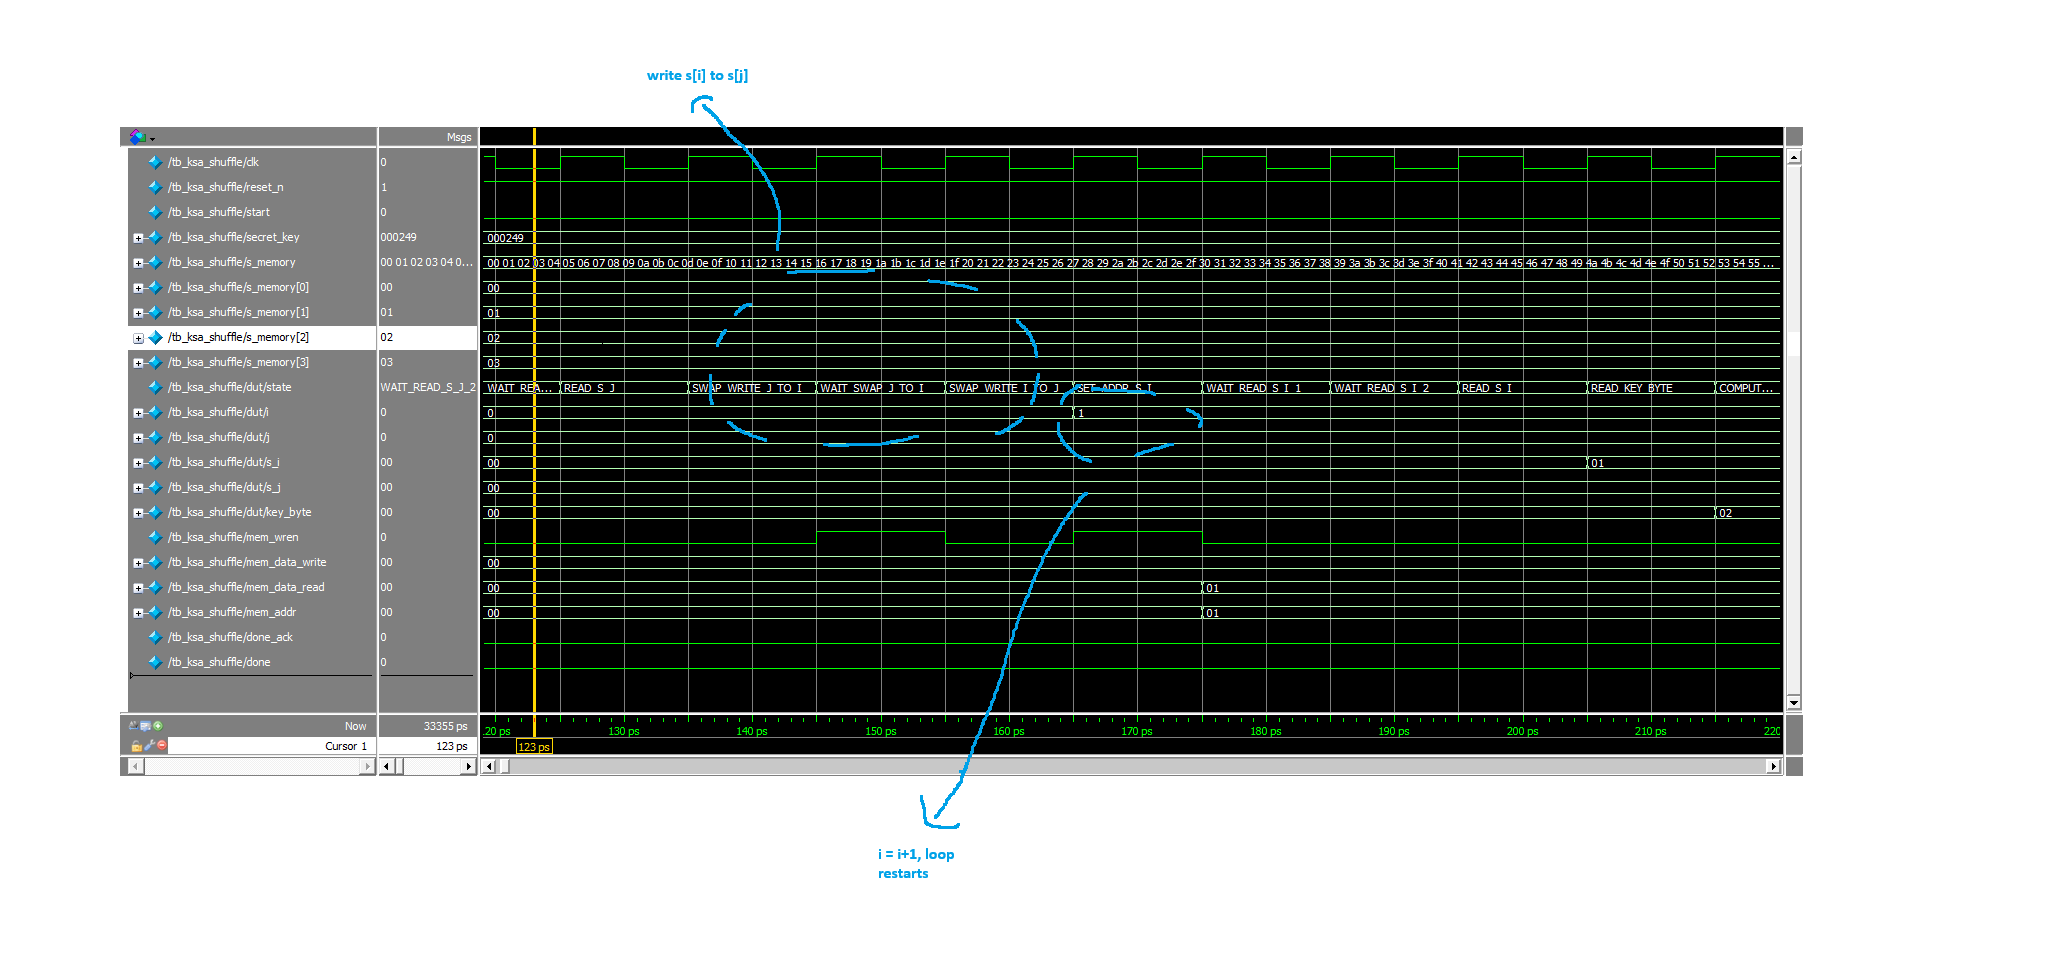 write s[i] to s[j]
Msgs
/tb_ksa_shuffle/clk 0
/tb_ksa_shuffle/reset_n 1
/tb_ksa_shuffle/start 0
/tb_ksa_shuffle/secret_key 000249 000249
/tb_ksa_shuffle/s_memory 00 01 02 03 04 0... 00 01 02 03 04 05 06 07 08 09 0a 0b 0c 0d 0e 0f 10 11 12 13 14 15 16 17 18 19 1a 1b 1c 1d 1e 1f 20 21 22 23 24 25 26 27 28 29 2a 2b 2c 2d 2e 2f 30 31 32 33 34 35 36 37 38 39 3a 3b 3c 3d 3e 3f 40 41 42 43 44 45 46 47 48 49 4a 4b 4c 4d 4e 4f 50 51 52 53 54 55 ...
/tb_ksa_shuffle/s_memory[0] 00 00
/tb_ksa_shuffle/s_memory[1] 01 01
/tb_ksa_shuffle/s_memory[2] 02 02
/tb_ksa_shuffle/s_memory[3] 03 03
/tb_ksa_shuffle/dut/state WAIT_READ_S_J_2 WAIT_REA... READ_S_J SWAP_WRITE_J_TO_I WAIT_SWAP_J_TO_I SWAP_WRITE_I_TO_J SET_ADDR_S_I WAIT_READ_S_I_1 WAIT_READ_S_I_2 READ_S_I READ_KEY_BYTE COMPUT...
/tb_ksa_shuffle/dut/i 0 0 1
/tb_ksa_shuffle/dut/j 0 0
/tb_ksa_shuffle/dut/s_i 00 00 01
/tb_ksa_shuffle/dut/s_j 00 00
/tb_ksa_shuffle/dut/key_byte 00 00 02
/tb_ksa_shuffle/mem_wren 0
/tb_ksa_shuffle/mem_data_write 00 00
/tb_ksa_shuffle/mem_data_read 00 00 01
/tb_ksa_shuffle/mem_addr 00 00 01
/tb_ksa_shuffle/done_ack 0
/tb_ksa_shuffle/done 0
Now 33355 ps 20 ps 130 ps 140 ps 150 ps 160 ps 170 ps 180 ps 190 ps 200 ps 210 ps 220
Cursor 1 123 ps 123 ps
i = i+1, loop
restarts